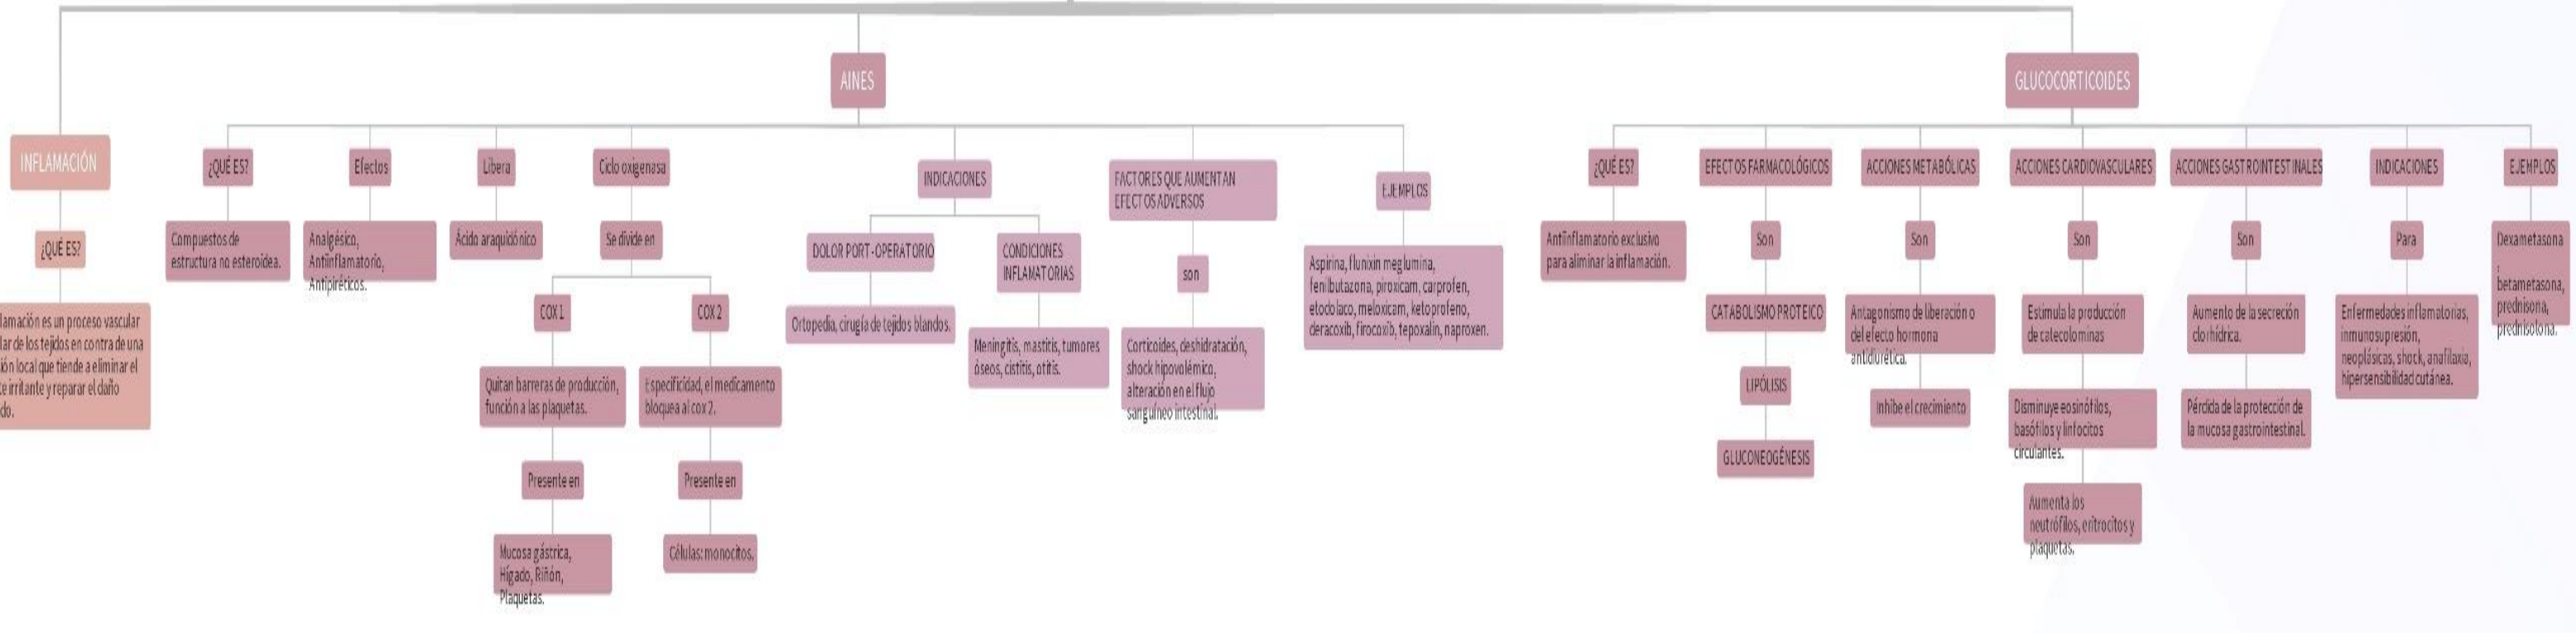 INFLAMACIÓN
¿QUÉ ES?
lamación es un proceso vascular
lar de los tejidos en contra de una
ión local que tiende a eliminar el
te irritante y reparar el daño
do.
AINES
¿QUÉ ES?
Compuestos de
estructura no esteroidea.
Efectos
Analgésico,
Antiinflamatorio,
Antipiréticos.
Libera
Ácido araquidónico
Ciclo oxigenasa
Se divide en
COX 1
Quitan barreras de producción,
función a las plaquetas.
Presente en
Mucosa gástrica,
Hígado, Riñón,
Plaquetas.
COX 2
Especificidad, el medicamento
bloquea al cox 2.
Presente en
Células: monocitos.
INDICACIONES
DOLOR PORT-OPERATORIO
Ortopedia, cirugía de tejidos blandos.
CONDICIONES
INFLAMATORIAS
Meningitis, mastitis, tumores
óseos, cistitis, otitis.
FACTORES QUE AUMENTAN
EFECTOS ADVERSOS
son
Corticoides, deshidratación,
shock hipovolémico,
alteración en el flujo
sanguíneo intestinal.
EJEMPLOS
Aspirina, flunixin meglumina,
fenilbutazona, piroxicam, carprofen,
etodolaco, meloxicam, ketoprofeno,
deracoxib, firocoxib, tepoxalin, naproxen.
GLUCOCORTICOIDES
¿QUÉ ES?
Antiinflamatorio exclusivo
para aliminar la inflamación.
EFECTOS FARMACOLÓGICOS
Son
CATABOLISMO PROTEICO
LIPÓLISIS
GLUCONEOGÉNESIS
ACCIONES METABÓLICAS
Son
Antagonismo de liberación o
del efecto hormona
antidiurética.
Inhibe el crecimiento
ACCIONES CARDIOVASCULARES
Son
Estimula la producción
de catecolominas
Disminuye eosinófilos,
basófilos y linfocitos
circulantes.
Aumenta los
neutrófilos, eritrocitos y
plaquetas.
ACCIONES GASTROINTESTINALES
Son
Aumento de la secreción
clorhídrica.
Pérdida de la protección de
la mucosa gastrointestinal.
INDICACIONES
Para
Enfermedades inflamatorias,
inmunosupresión,
neoplásicas, shock, anafilaxia,
hipersensibilidad cutánea.
EJEMPLOS
Dexametasona
,
betametasona,
prednisona,
prednisolona.